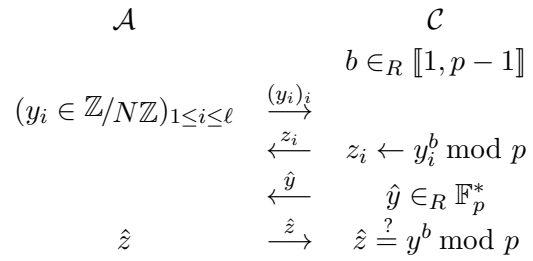 𝒜 𝒞
b ∈_R ⟦1, p − 1⟧
(y_i ∈ ℤ/Nℤ)_{1≤i≤ℓ} (y_i)_i ⟶
z_i ⟵ z_i ← y_i^b mod p
ŷ ⟵ ŷ ∈_R 𝔽_p^*
ẑ ẑ ⟶ ẑ ≟ y^b mod p